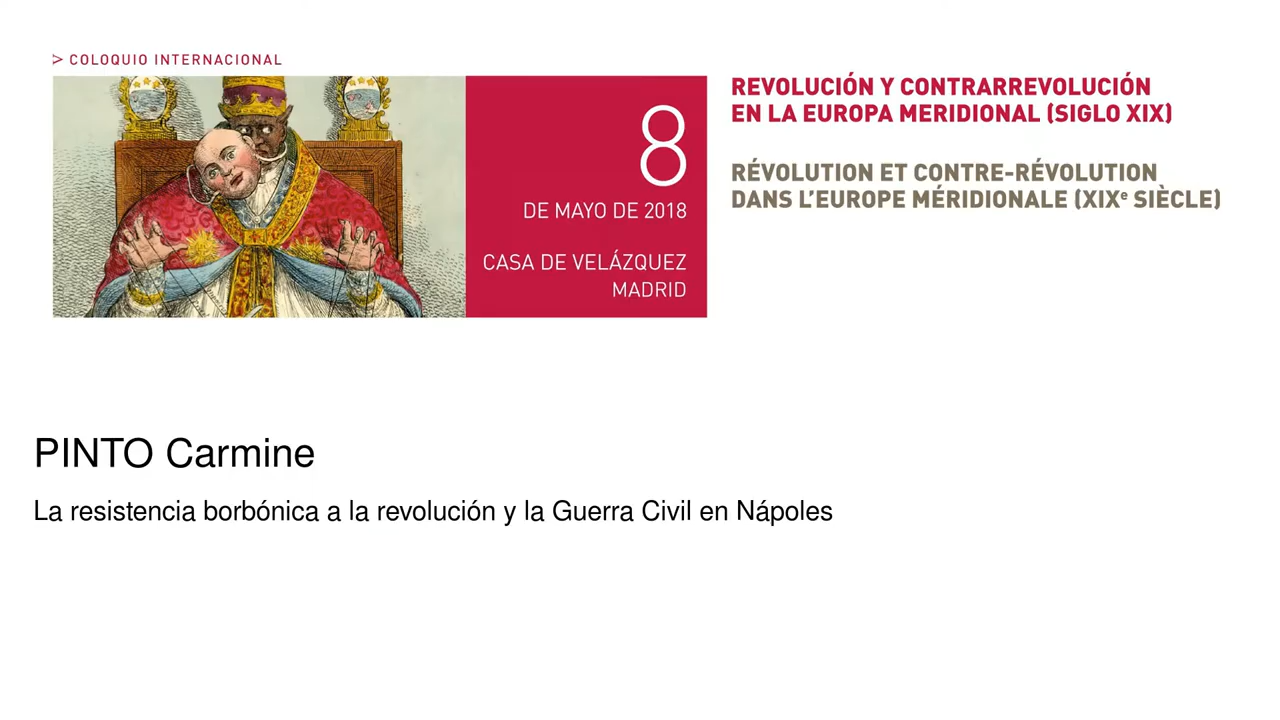 > COLOQUIO INTERNACIONAL
8
DE MAYO DE 2018
CASA DE VELÁZQUEZ
MADRID
REVOLUCIÓN Y CONTRARREVOLUCIÓN
EN LA EUROPA MERIDIONAL (SIGLO XIX)
RÉVOLUTION ET CONTRE-RÉVOLUTION
DANS L'EUROPE MÉRIDIONALE (XIXe SIÈCLE)
PINTO Carmine
La resistencia borbónica a la revolución y la Guerra Civil en Nápoles